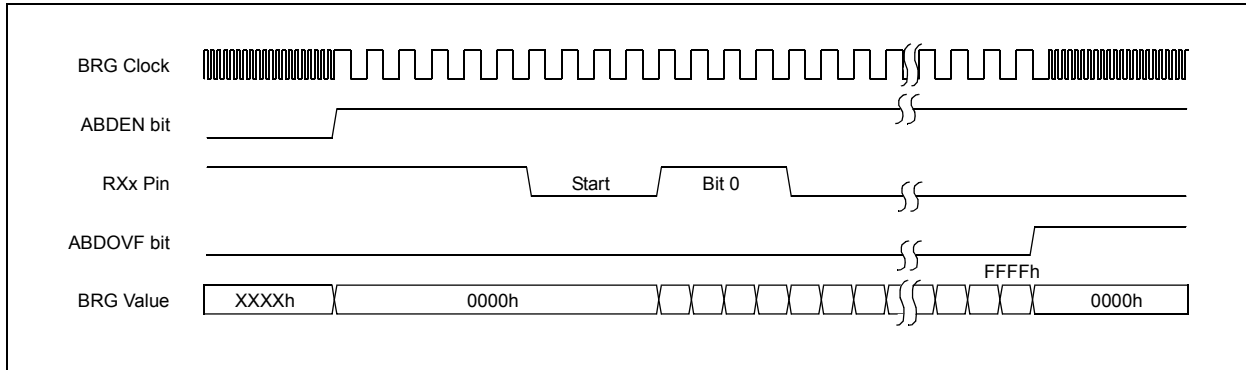 BRG Clock
ABDEN bit
RXx Pin
Start
Bit 0
ABDOVF bit
FFFFh
BRG Value
XXXXh
0000h
0000h